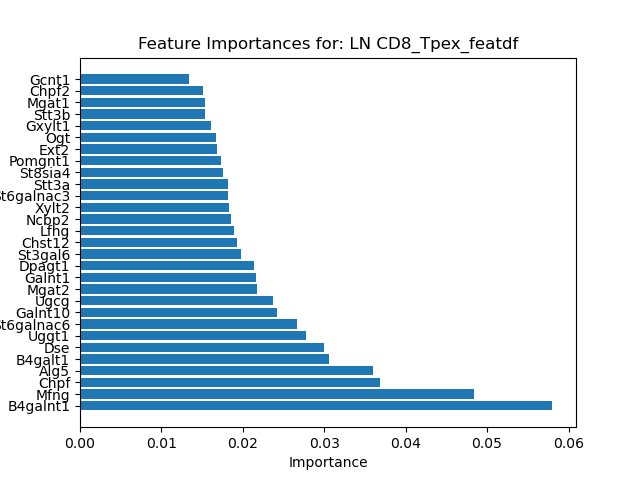 Feature Importances for: LN CD8_Tpex_featdf
Gcnt1
Chpf2
Mgat1
Stt3b
Gxylt1
Ogt
Ext2
Pomgnt1
St8sia4
Stt3a
St6galnac3
Xylt2
Ncbp2
Lfng
Chst12
St3gal6
Dpagt1
Galnt1
Mgat2
Ugcg
Galnt10
St6galnac6
Uggt1
Dse
B4galt1
Alg5
Chpf
Mfng
B4galnt1
0.00 0.01 0.02 0.03 0.04 0.05 0.06
Importance